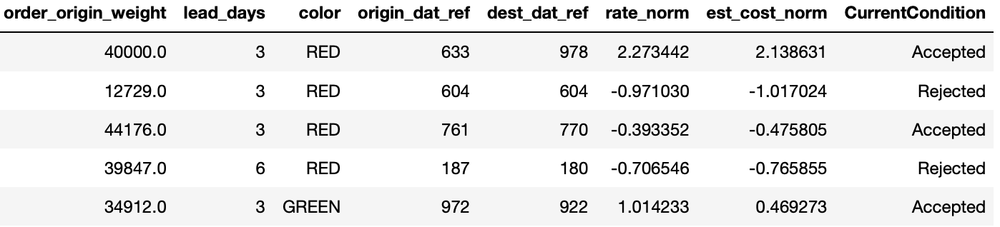 order_origin_weight lead_days color origin_dat_ref dest_dat_ref rate_norm est_cost_norm CurrentCondition
40000.0 3 RED 633 978 2.273442 2.138631 Accepted
12729.0 3 RED 604 604 -0.971030 -1.017024 Rejected
44176.0 3 RED 761 770 -0.393352 -0.475805 Accepted
39847.0 6 RED 187 180 -0.706546 -0.765855 Rejected
34912.0 3 GREEN 972 922 1.014233 0.469273 Accepted